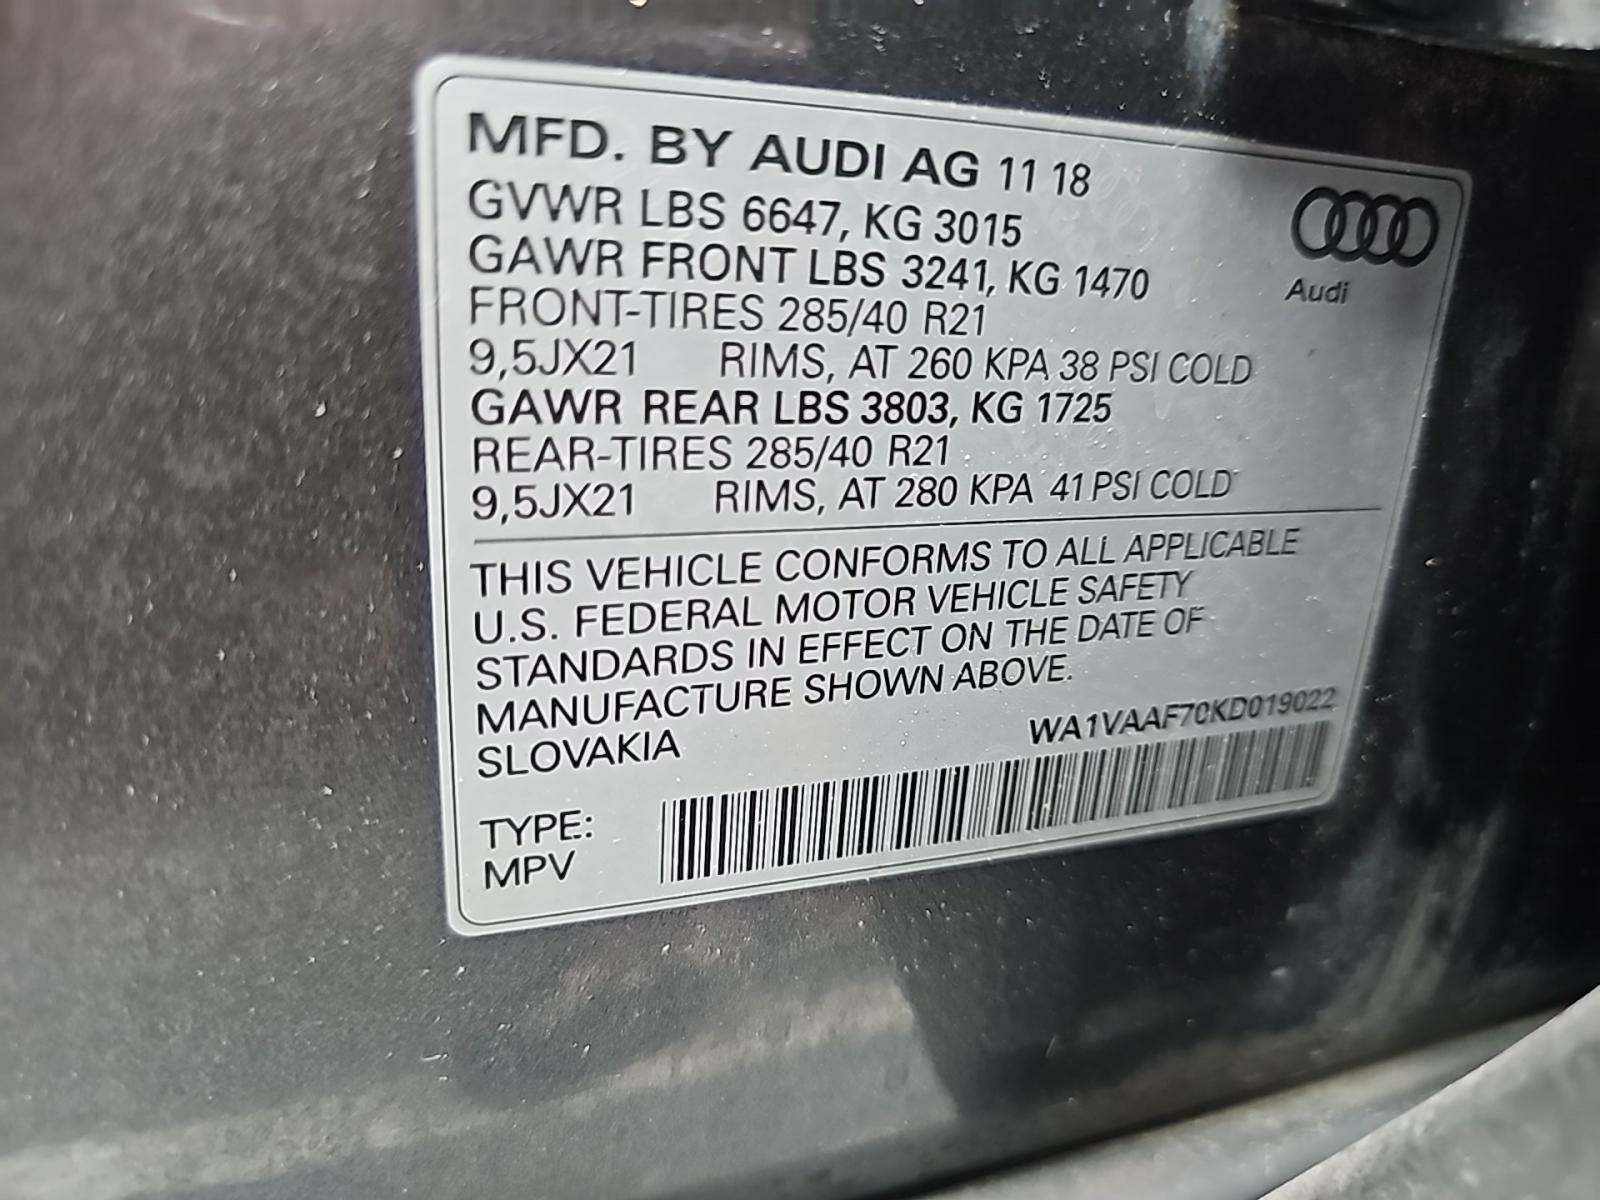 MFD. BY AUDI AG 11 18
GVWR LBS 6647, KG 3015
GAWR FRONT LBS 3241, KG 1470
Audi
FRONT-TIRES 285/40 R21
9,5JX21 RIMS, AT 260 KPA 38 PSI COLD
GAWR REAR LBS 3803, KG 1725
REAR-TIRES 285/40 R21
9,5JX21 RIMS, AT 280 KPA 41 PSI COLD
THIS VEHICLE CONFORMS TO ALL APPLICABLE
U.S. FEDERAL MOTOR VEHICLE SAFETY
STANDARDS IN EFFECT ON THE DATE OF
MANUFACTURE SHOWN ABOVE.
SLOVAKIA
WA1VAAF70KD019022
TYPE:
MPV